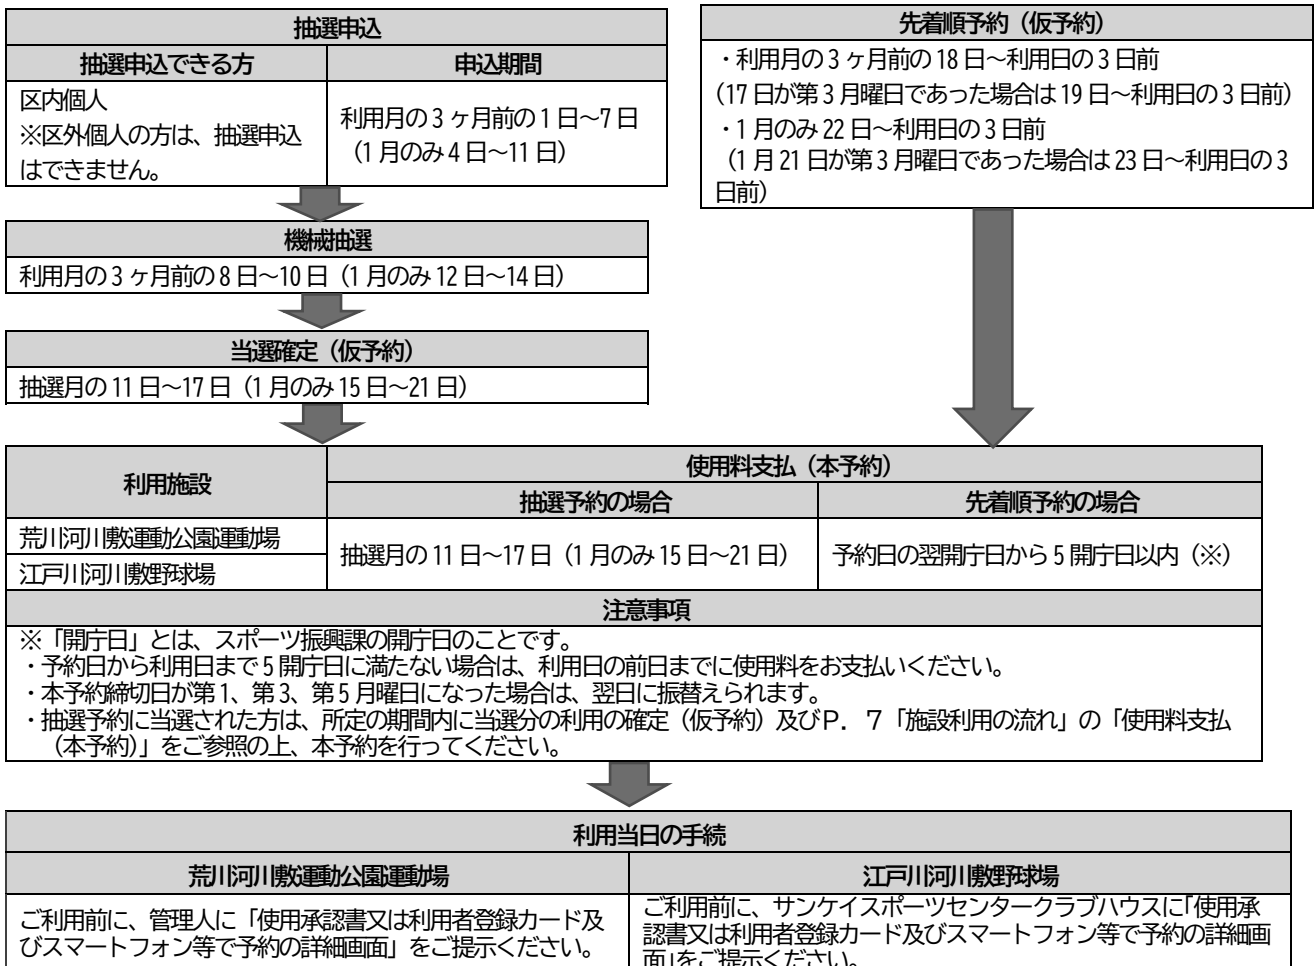 抽選申込
抽選申込できる方
申込期間
区内個人
※区外個人の方は、抽選申込
はできません。
利用月の3ヶ月前の1日～7日
（1月のみ4日～11日）
先着順予約（仮予約）
・利用月の3ヶ月前の18日～利用日の3日前
（17日が第3月曜日であった場合は19日～利用日の3日前）
・1月のみ22日～利用日の3日前
（1月21日が第3月曜日であった場合は23日～利用日の3
日前）
機械抽選
利用月の3ヶ月前の8日～10日（1月のみ12日～14日）
当選確定（仮予約）
抽選月の11日～17日（1月のみ15日～21日）
利用施設
使用料支払（本予約）
抽選予約の場合
先着順予約の場合
荒川河川敷運動公園運動場
江戸川河川敷野球場
抽選月の11日～17日（1月のみ15日～21日）
予約日の翌開庁日から5開庁日以内（※）
注意事項
※「開庁日」とは、スポーツ振興課の開庁日のことです。
・予約日から利用日まで5開庁日に満たない場合は、利用日の前日までに使用料をお支払いください。
・本予約締切日が第1、第3、第5月曜日になった場合は、翌日に振替えられます。
・抽選予約に当選された方は、所定の期間内に当選分の利用の確定（仮予約）及びP．7「施設利用の流れ」の「使用料支払
（本予約）」をご参照の上、本予約を行ってください。
利用当日の手続
荒川河川敷運動公園運動場
江戸川河川敷野球場
ご利用前に、管理人に「使用承認書又は利用者登録カード及
びスマートフォン等で予約の詳細画面」をご提示ください。
ご利用前に、サンケイスポーツセンタークラブハウスに「使用承
認書又は利用者登録カード及びスマートフォン等で予約の詳細画
面」をご提示ください。